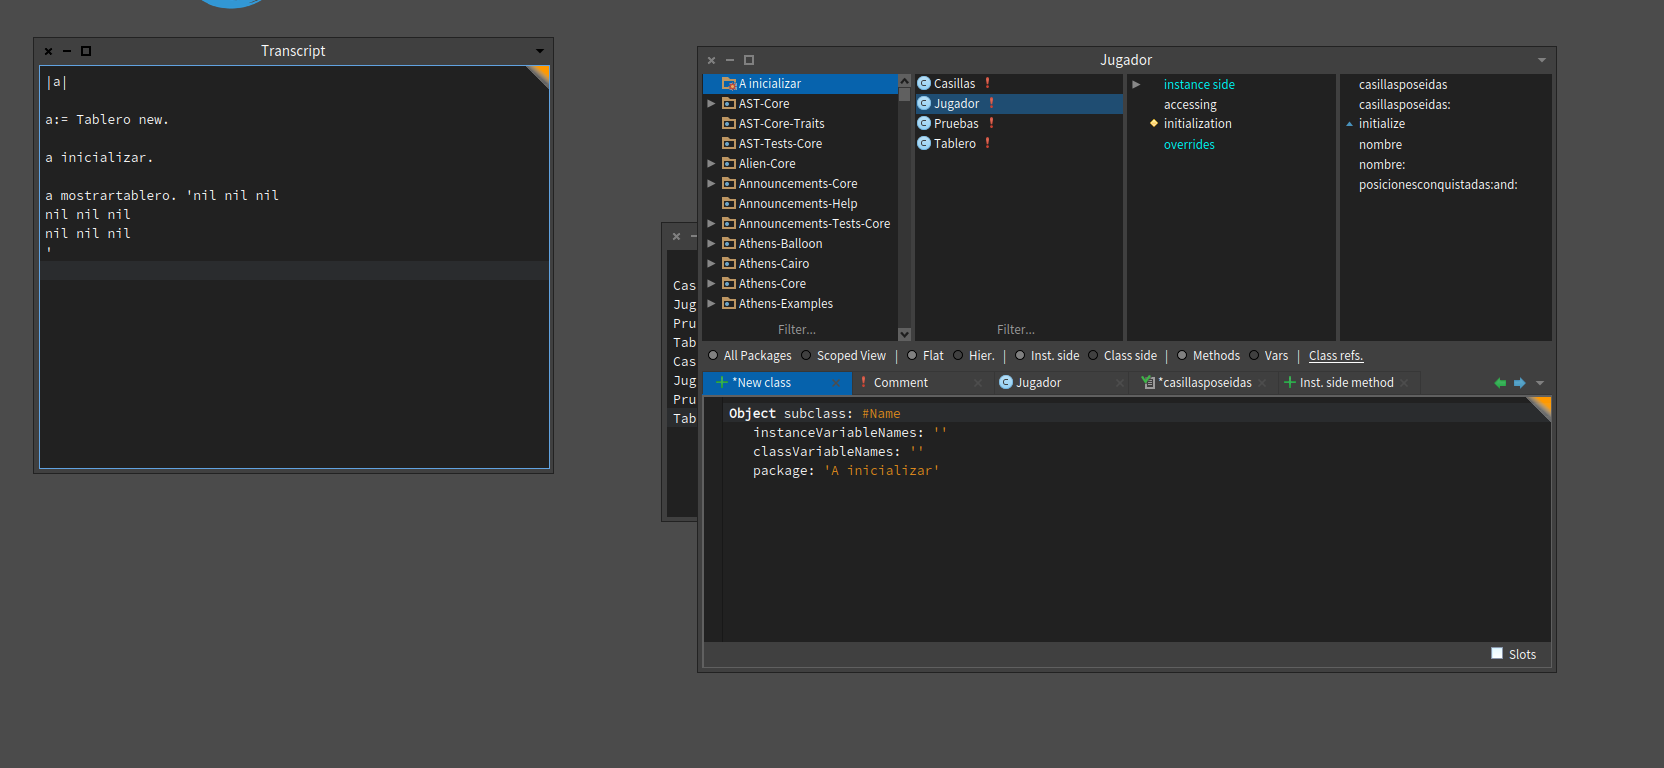 Transcript
|a|
a:= Tablero new.
a inicializar.
a mostrartablero. 'nil nil nil
nil nil nil
nil nil nil
'
Cas
Jug
Pru
Tab
Cas
Jug
Pru
Tab
Jugador
A inicializar
AST-Core
AST-Core-Traits
AST-Tests-Core
Alien-Core
Announcements-Core
Announcements-Help
Announcements-Tests-Core
Athens-Balloon
Athens-Cairo
Athens-Core
Athens-Examples
Filter...
Casillas !
Jugador !
Pruebas !
Tablero !
Filter...
instance side
accessing
initialization
overrides
casillasposeidas
casillasposeidas:
initialize
nombre
nombre:
posicionesconquistadas:and:
All Packages Scoped View | Flat Hier. | Inst. side Class side | Methods Vars | Class refs.
*New class ! Comment Jugador *casillasposeidas Inst. side method
Object subclass: #Name
instanceVariableNames: ''
classVariableNames: ''
package: 'A inicializar'
Slots